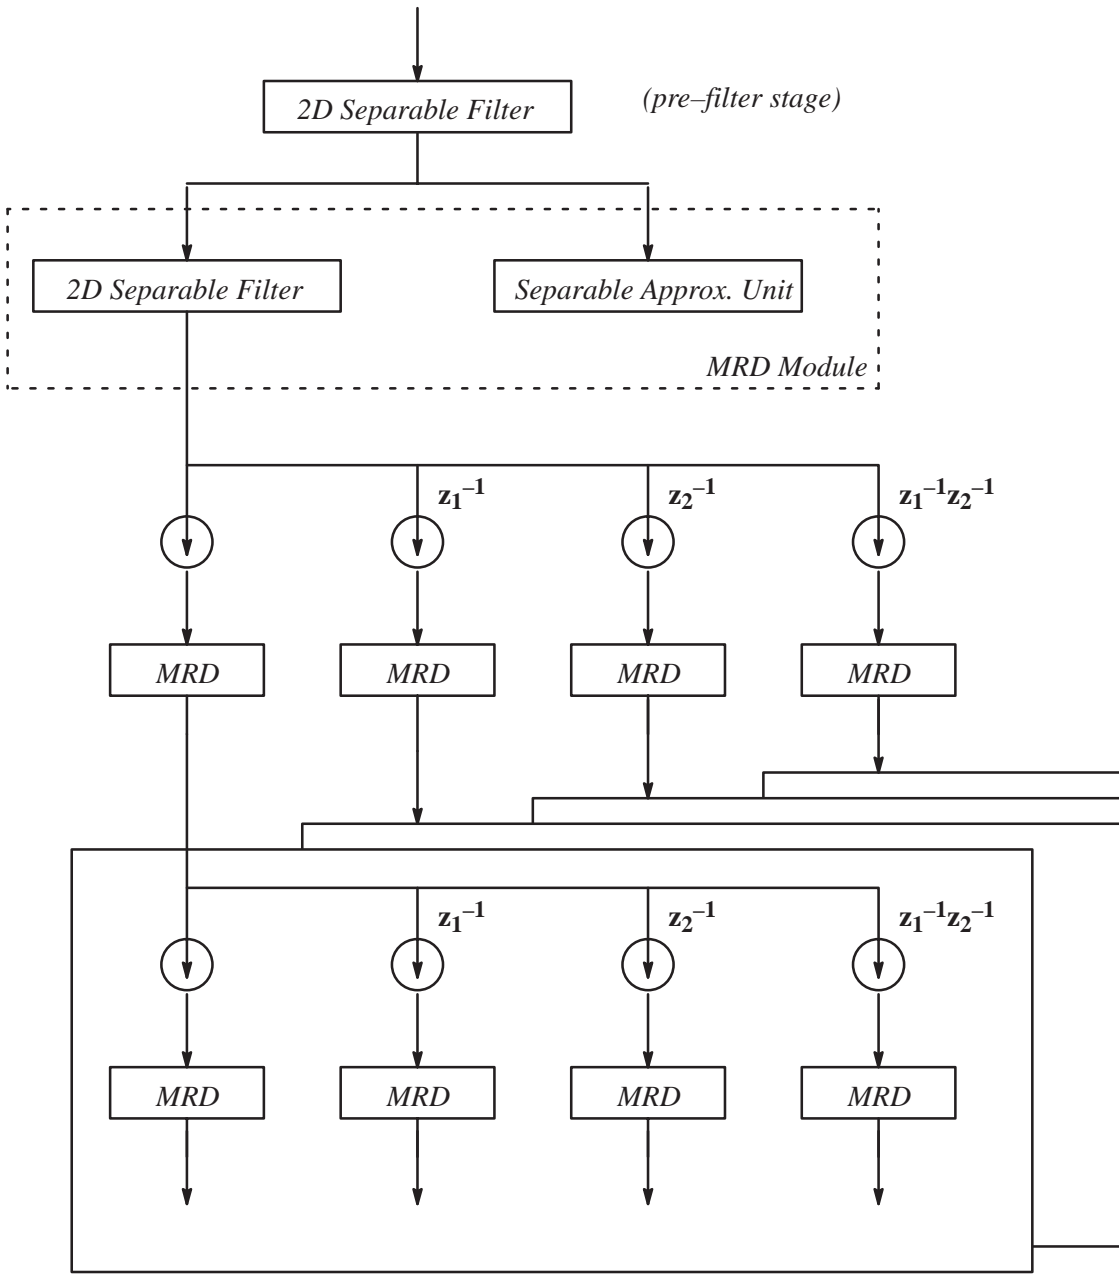 2D Separable Filter
(pre–filter stage)
2D Separable Filter
Separable Approx. Unit
MRD Module
z₁⁻¹
z₂⁻¹
z₁⁻¹z₂⁻¹
MRD
MRD
MRD
MRD
z₁⁻¹
z₂⁻¹
z₁⁻¹z₂⁻¹
MRD
MRD
MRD
MRD